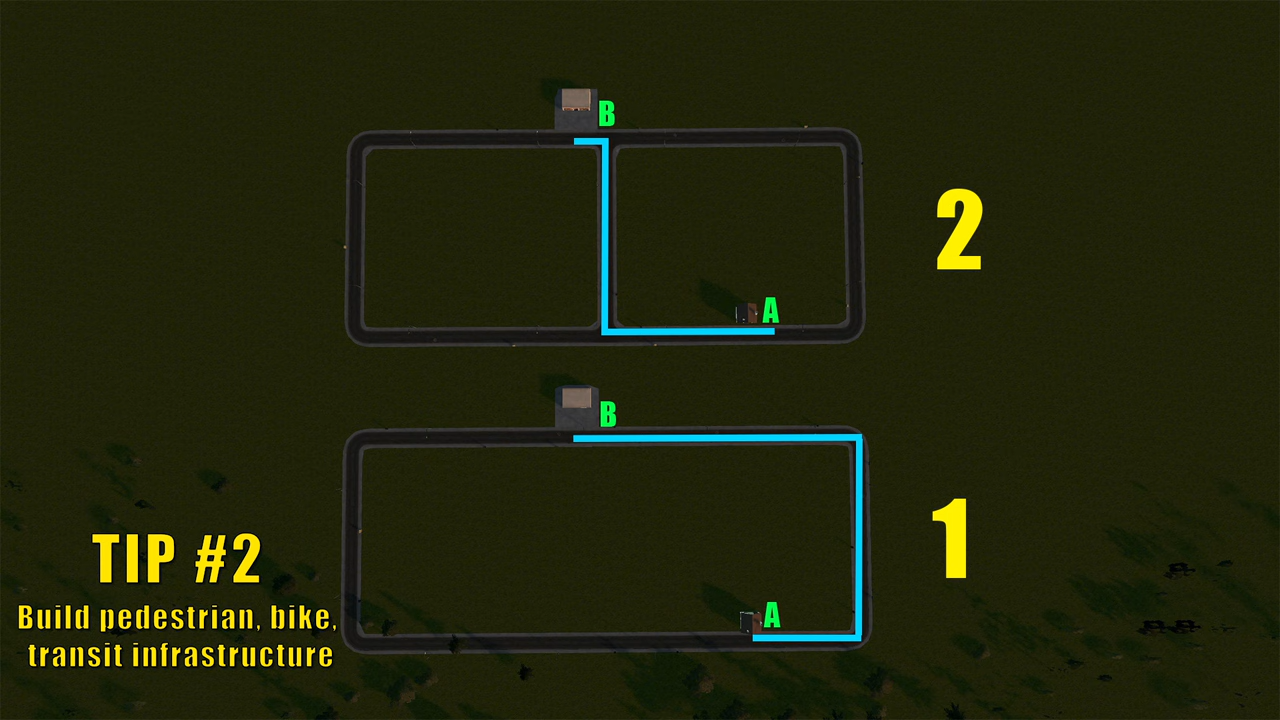 B
2
A
B
1
A
TIP #2
Build pedestrian, bike,
transit infrastructure